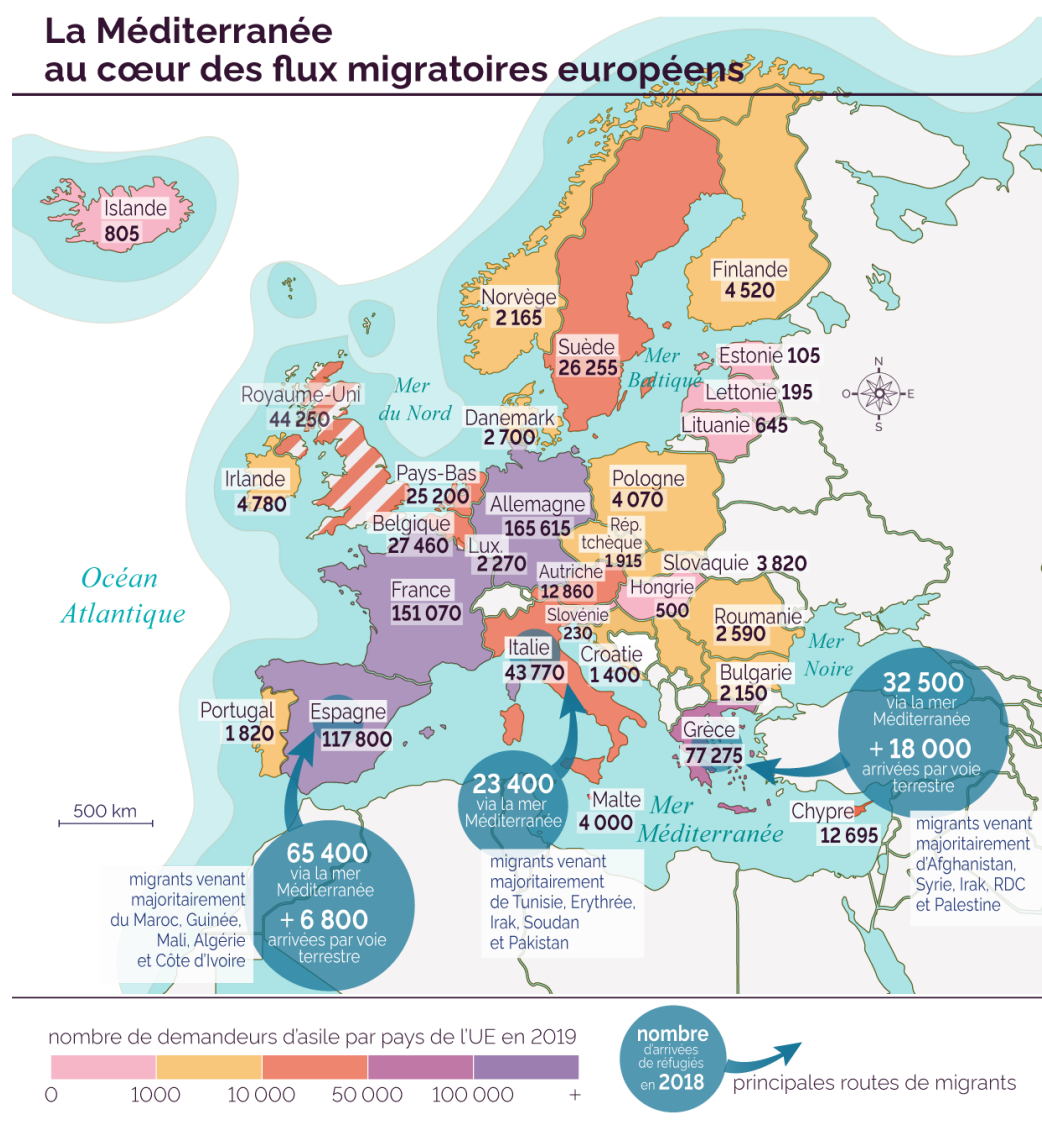 La Méditerranée
au cœur des flux migratoires européens
Islande
805
Norvège
2 165
Finlande
4 520
Suède
26 255
Mer
Baltique
Estonie 105
Lettonie 195
Lituanie 645
N
O
E
S
Royaume-Uni
44 250
Mer
du Nord
Danemark
2 700
Irlande
4 780
Pays-Bas
25 200
Allemagne
165 615
Pologne
4 070
Belgique
27 460
Lux.
2 270
Rép.
tchèque
1 915
Slovaquie 3 820
Autriche
12 860
Hongrie
500
Océan
Atlantique
France
151 070
Slovénie
230
Roumanie
2 590
Italie
43 770
Croatie
1 400
Mer
Noire
Bulgarie
2 150
Portugal
1 820
Espagne
117 800
Grèce
77 275
32 500
via la mer
Méditerranée
+ 18 000
arrivées par voie
terrestre
500 km
23 400
via la mer
Méditerranée
Malte
4 000
Mer
Méditerranée
Chypre
12 695
65 400
via la mer
Méditerranée
+ 6 800
arrivées par voie
terrestre
migrants venant
majoritairement
du Maroc, Guinée,
Mali, Algérie
et Côte d'Ivoire
migrants venant
majoritairement
de Tunisie, Erythrée,
Irak, Soudan
et Pakistan
migrants venant
majoritairement
d'Afghanistan,
Syrie, Irak, RDC
et Palestine
nombre de demandeurs d'asile par pays de l'UE en 2019
0 1000 10 000 50 000 100 000 +
nombre
d'arrivées
de réfugiés
en 2018
principales routes de migrants